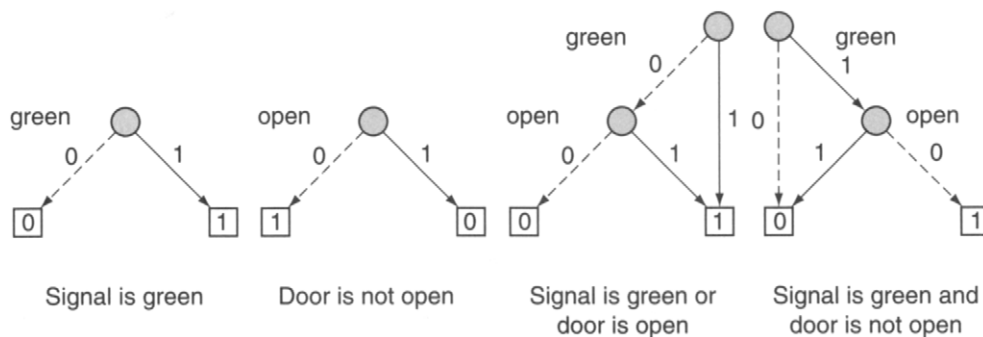 green
0
1
0
1
Signal is green
open
0
1
1
0
Door is not open
green
0
open
0
1
1
0
1
Signal is green or
door is open
green
1
0
open
1
0
0
1
Signal is green and
door is not open